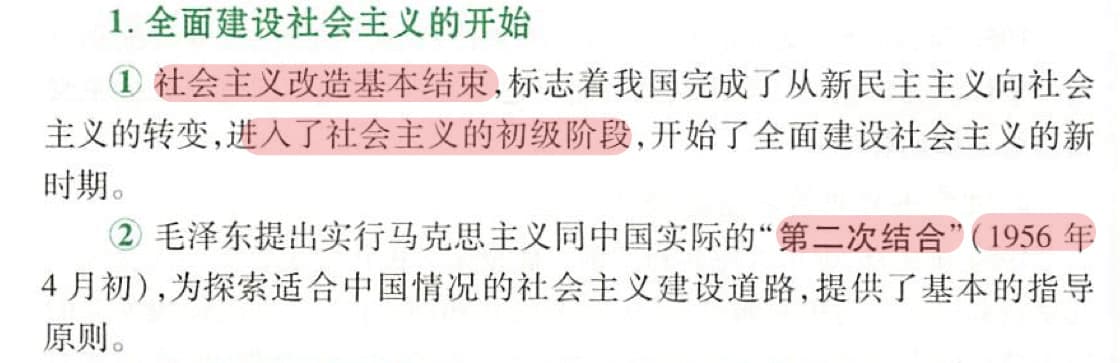 1. 全面建设社会主义的开始
① 社会主义改造基本结束,标志着我国完成了从新民主主义向社会
主义的转变,进入了社会主义的初级阶段,开始了全面建设社会主义的新
时期。
② 毛泽东提出实行马克思主义同中国实际的“第二次结合”(1956 年
4 月初),为探索适合中国情况的社会主义建设道路,提供了基本的指导
原则。